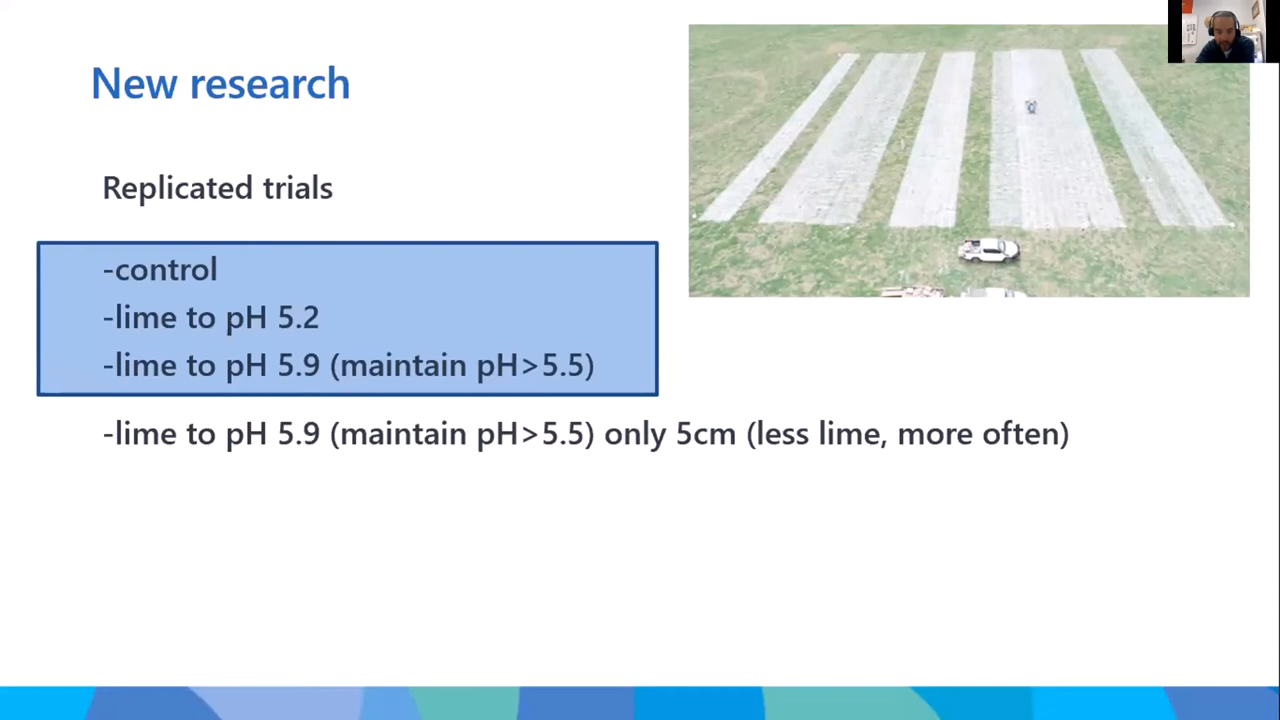 New research
Replicated trials
-control
-lime to pH 5.2
-lime to pH 5.9 (maintain pH>5.5)
-lime to pH 5.9 (maintain pH>5.5) only 5cm (less lime, more often)